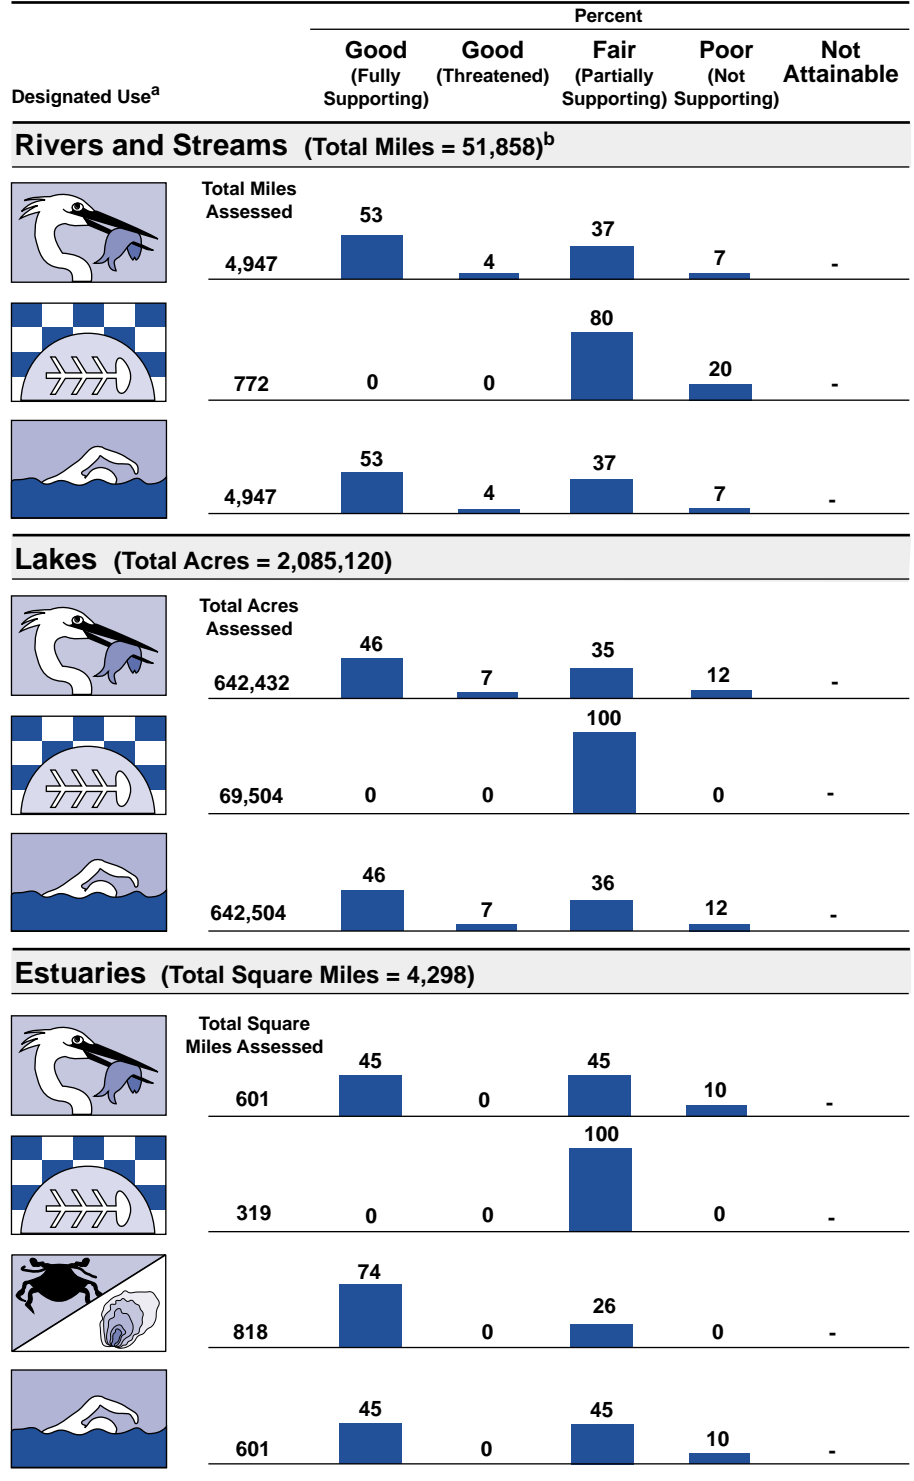 Percent
Designated Useᵃ
Good (Fully Supporting)
Good (Threatened)
Fair (Partially Supporting)
Poor (Not Supporting)
Not Attainable
Rivers and Streams (Total Miles = 51,858)ᵇ
Total Miles Assessed
4,947 53 4 37 7 -
772 0 0 80 20 -
4,947 53 4 37 7 -
Lakes (Total Acres = 2,085,120)
Total Acres Assessed
642,432 46 7 35 12 -
69,504 0 0 100 0 -
642,504 46 7 36 12 -
Estuaries (Total Square Miles = 4,298)
Total Square Miles Assessed
601 45 0 45 10 -
319 0 0 100 0 -
818 74 0 26 0 -
601 45 0 45 10 -